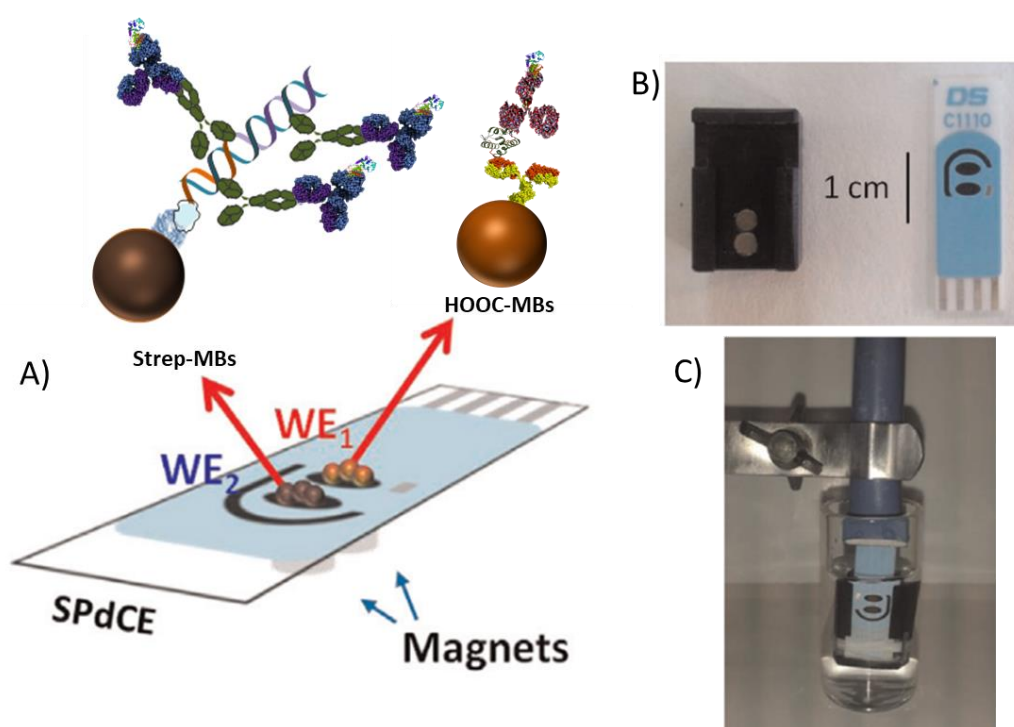 B)
DS
C1110
1 cm
HOOC-MBs
Strep-MBs
A)
C)
WE1
WE2
SPdCE
Magnets